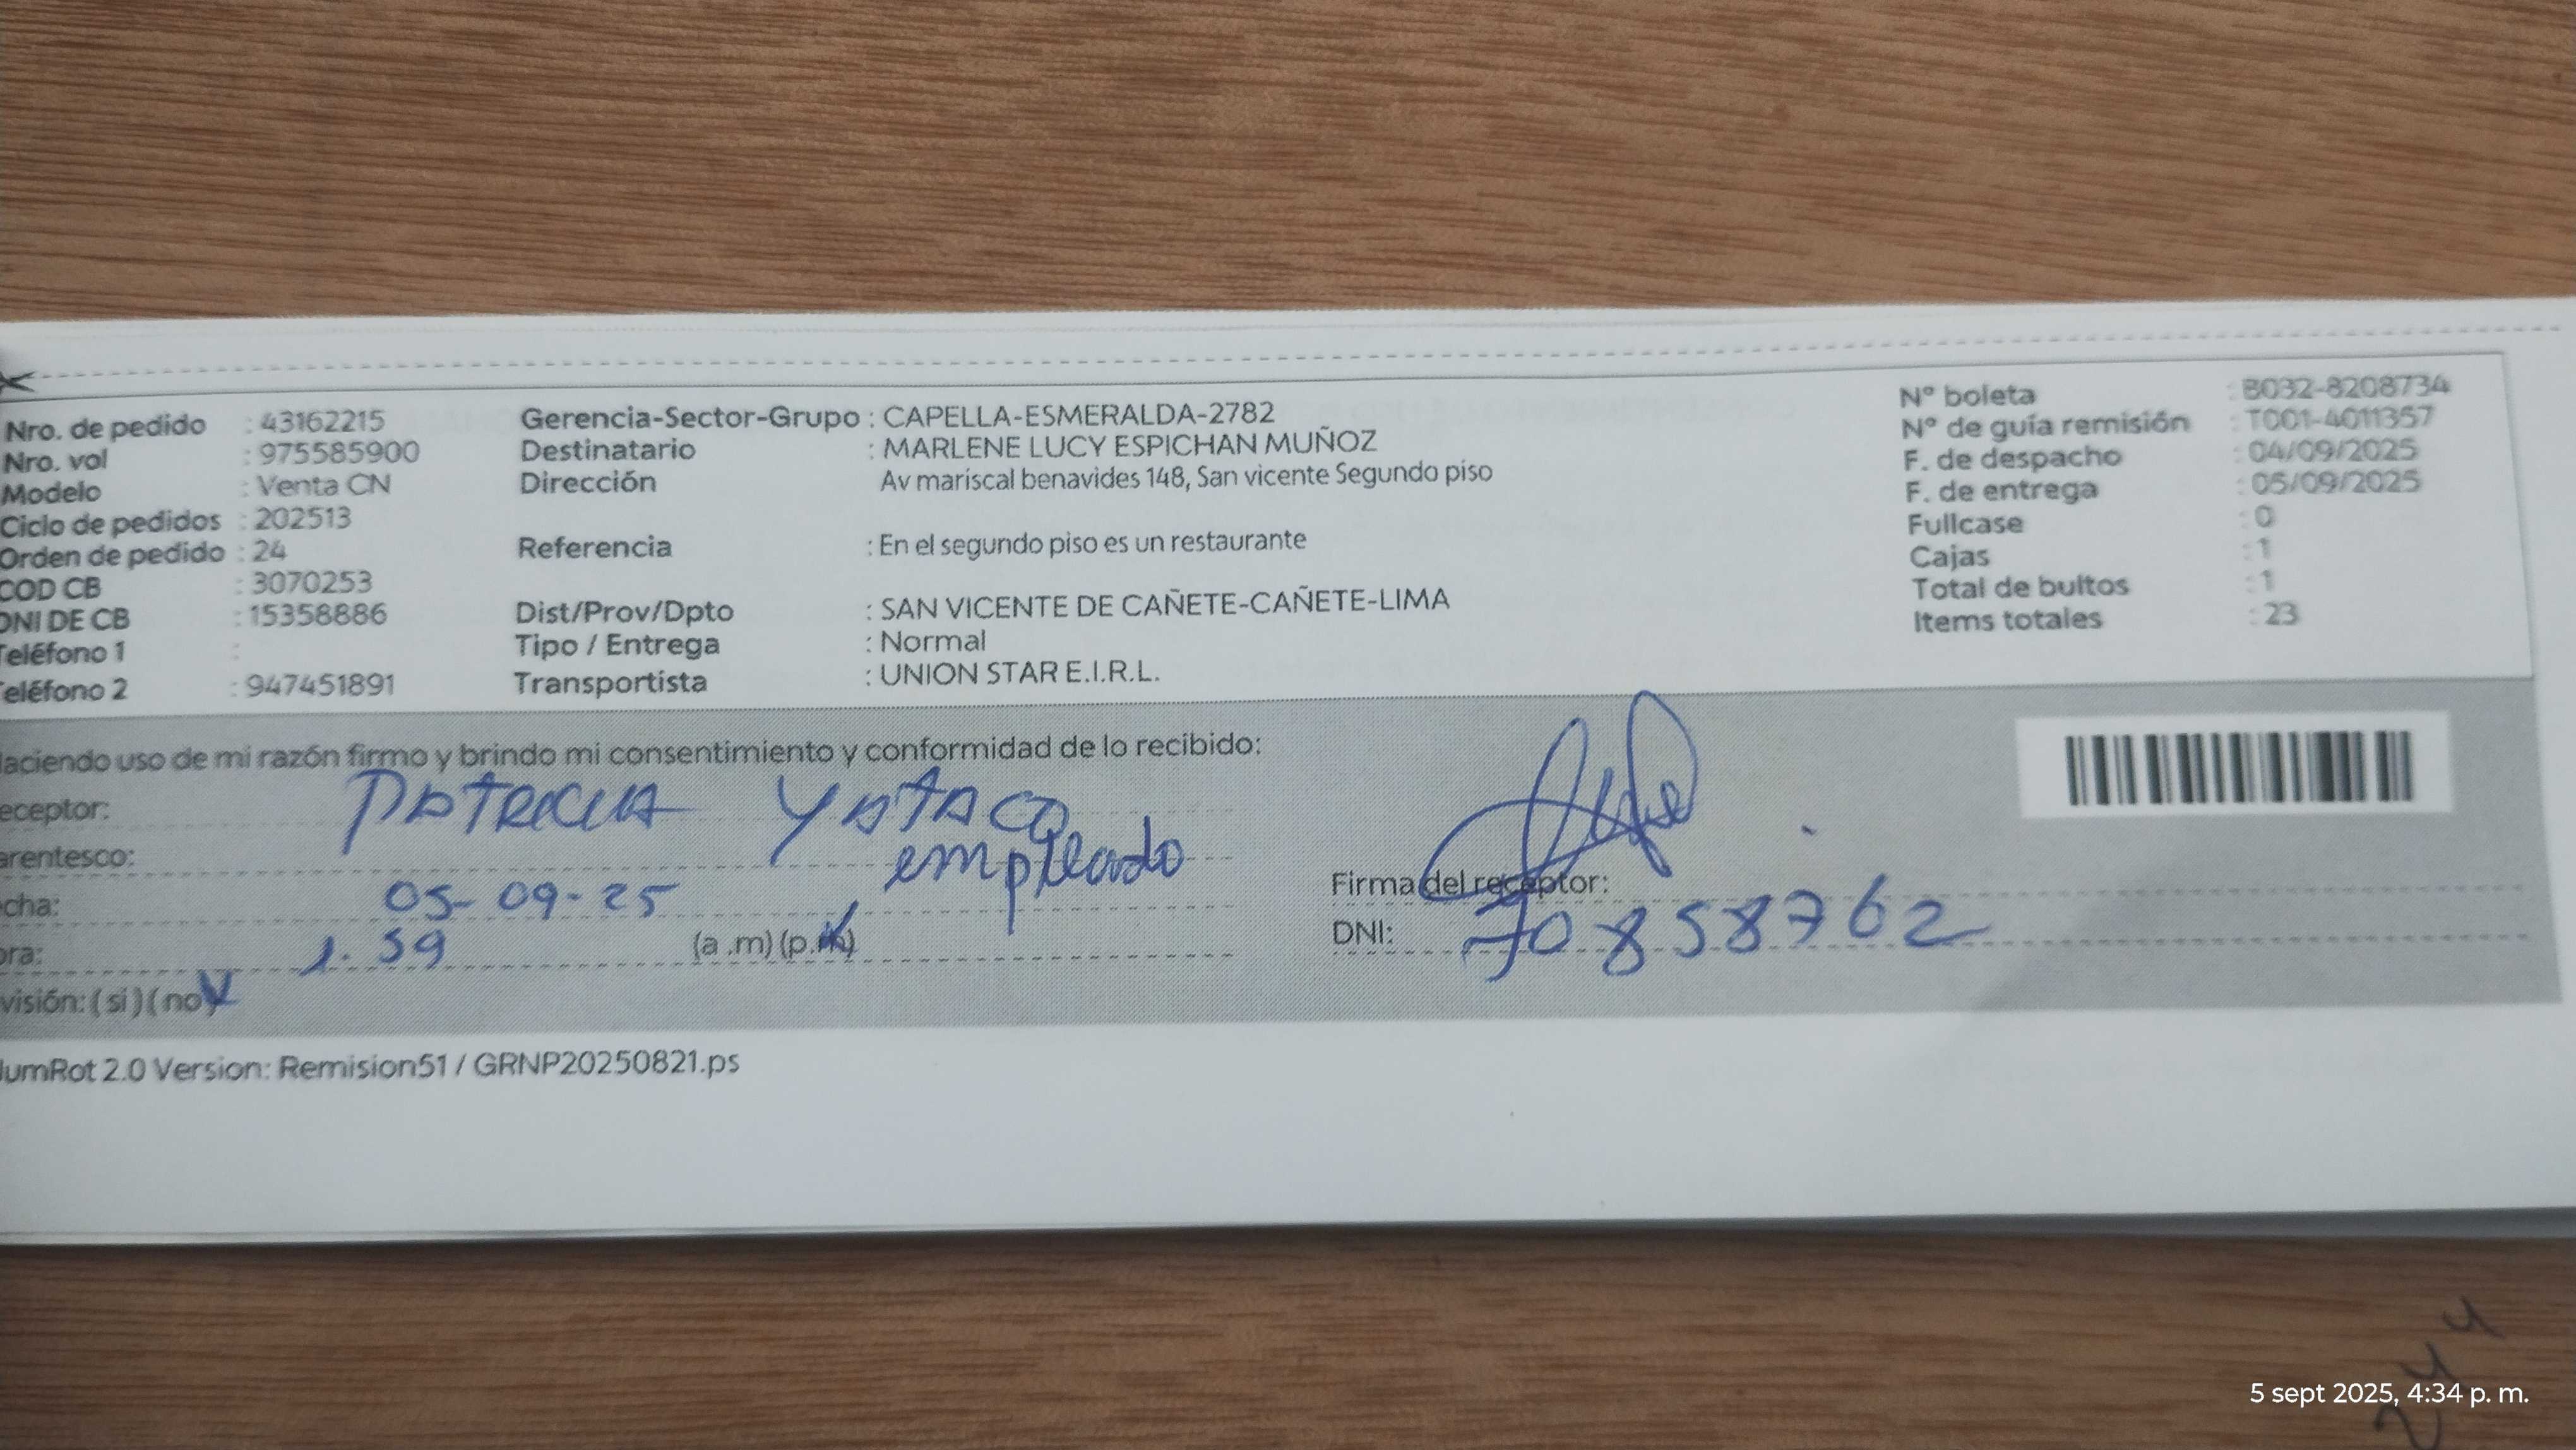 Nro. de pedido : 43162215
Nro. vol : 975585900
Modelo : Venta CN
Ciclo de pedidos : 202513
Orden de pedido : 24
COD CB : 3070253
DNI DE CB : 15358886
Teléfono 1 :
eléfono 2 : 947451891
Gerencia-Sector-Grupo : CAPELLA-ESMERALDA-2782
Destinatario : MARLENE LUCY ESPICHAN MUÑOZ
Dirección Av mariscal benavides 148, San vicente Segundo piso
Referencia : En el segundo piso es un restaurante
Dist/Prov/Dpto : SAN VICENTE DE CAÑETE-CAÑETE-LIMA
Tipo / Entrega : Normal
Transportista : UNION STAR E.I.R.L.
Nº boleta : B032-8208734
Nº de guía remisión : T001-4011357
F. de despacho : 04/09/2025
F. de entrega : 05/09/2025
Fullcase : 0
Cajas : 1
Total de bultos : 1
Items totales : 23
aciendo uso de mi razón firmo y brindo mi consentimiento y conformidad de lo recibido:
eceptor: PATRICIA YATACO
arentesco: empleado
cha: 05-09-25
ora: 1.59 (a .m) (p.m)
visión: ( si ) ( no )
Firma del receptor:
DNI: 70858762
umRot 2.0 Version: Remision51 / GRNP20250821.ps
5 sept 2025, 4:34 p. m.